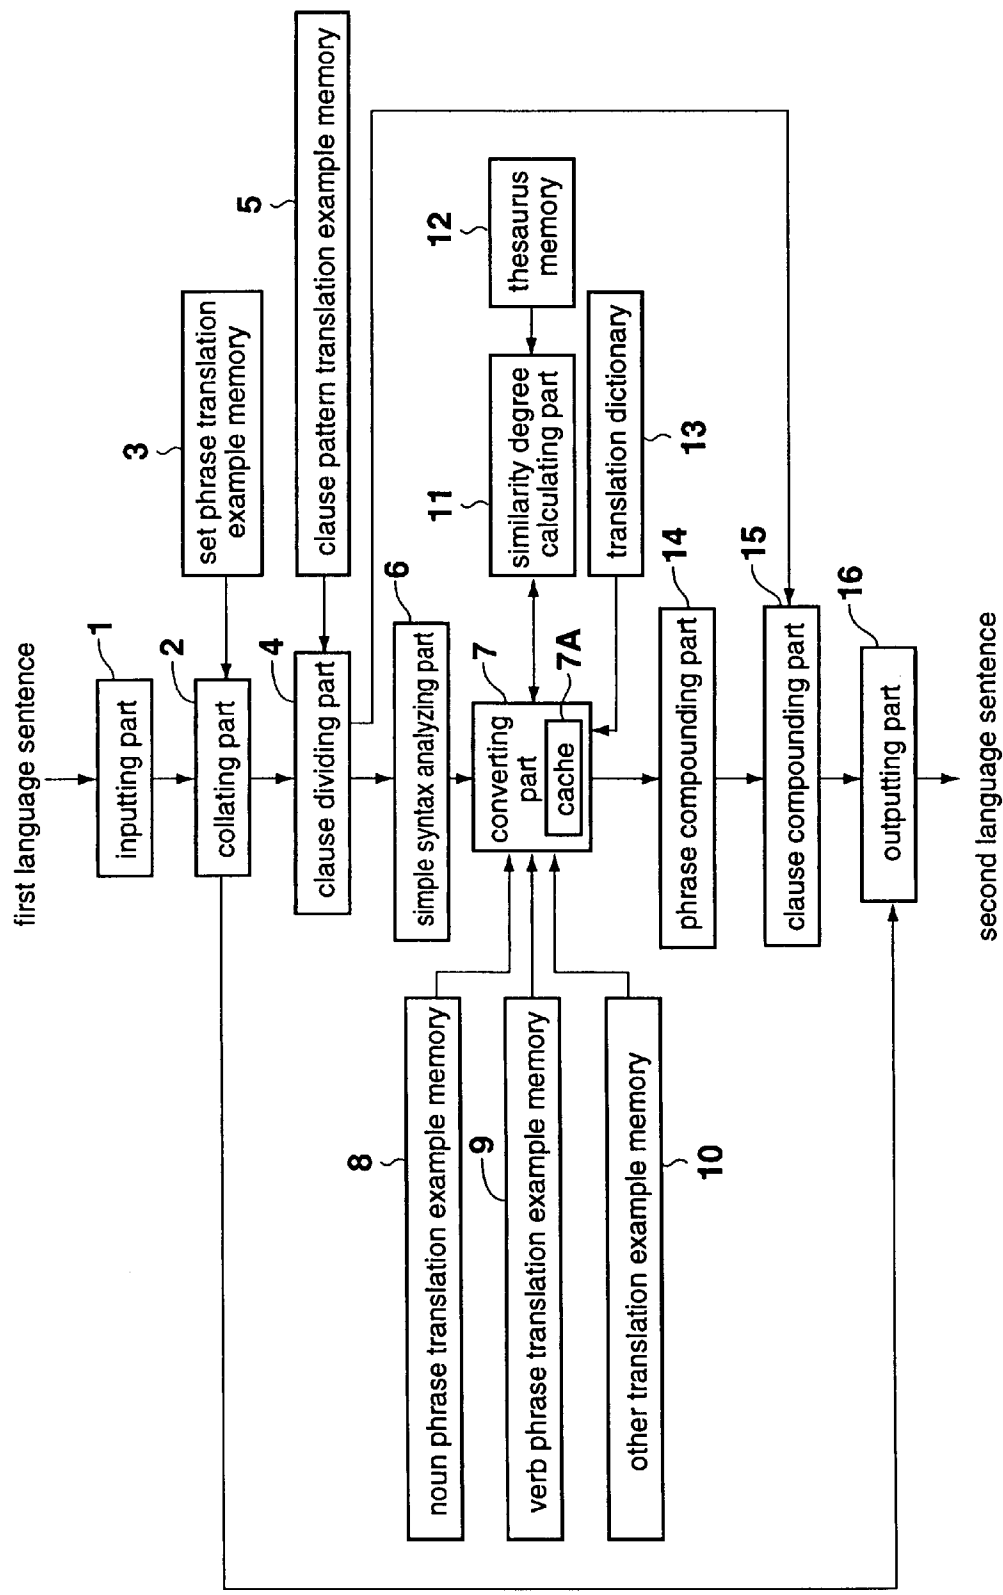 first language sentence
1
inputting part
2
collating part
3
set phrase translation
example memory
4
clause dividing part
5
clause pattern translation example memory
6
simple syntax analyzing part
7
converting
part
7A
cache
8
noun phrase translation example memory
9
verb phrase translation example memory
10
other translation example memory
11
similarity degree
calculating part
12
thesaurus
memory
translation dictionary
13
14
phrase compounding part
15
clause compounding part
16
outputting part
second language sentence